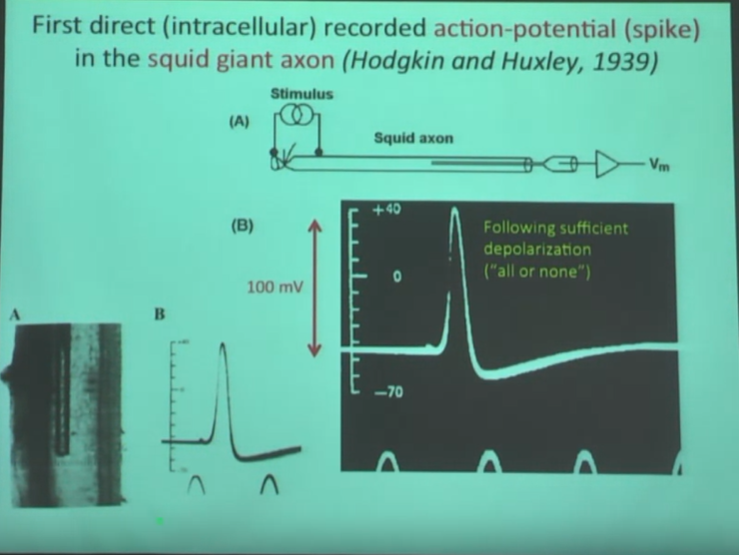 First direct (intracellular) recorded action-potential (spike)
in the squid giant axon (Hodgkin and Huxley, 1939)
Stimulus
(A)
Squid axon
Vm
(B)
+40
Following sufficient
depolarization
("all or none")
0
100 mV
A
B
−70